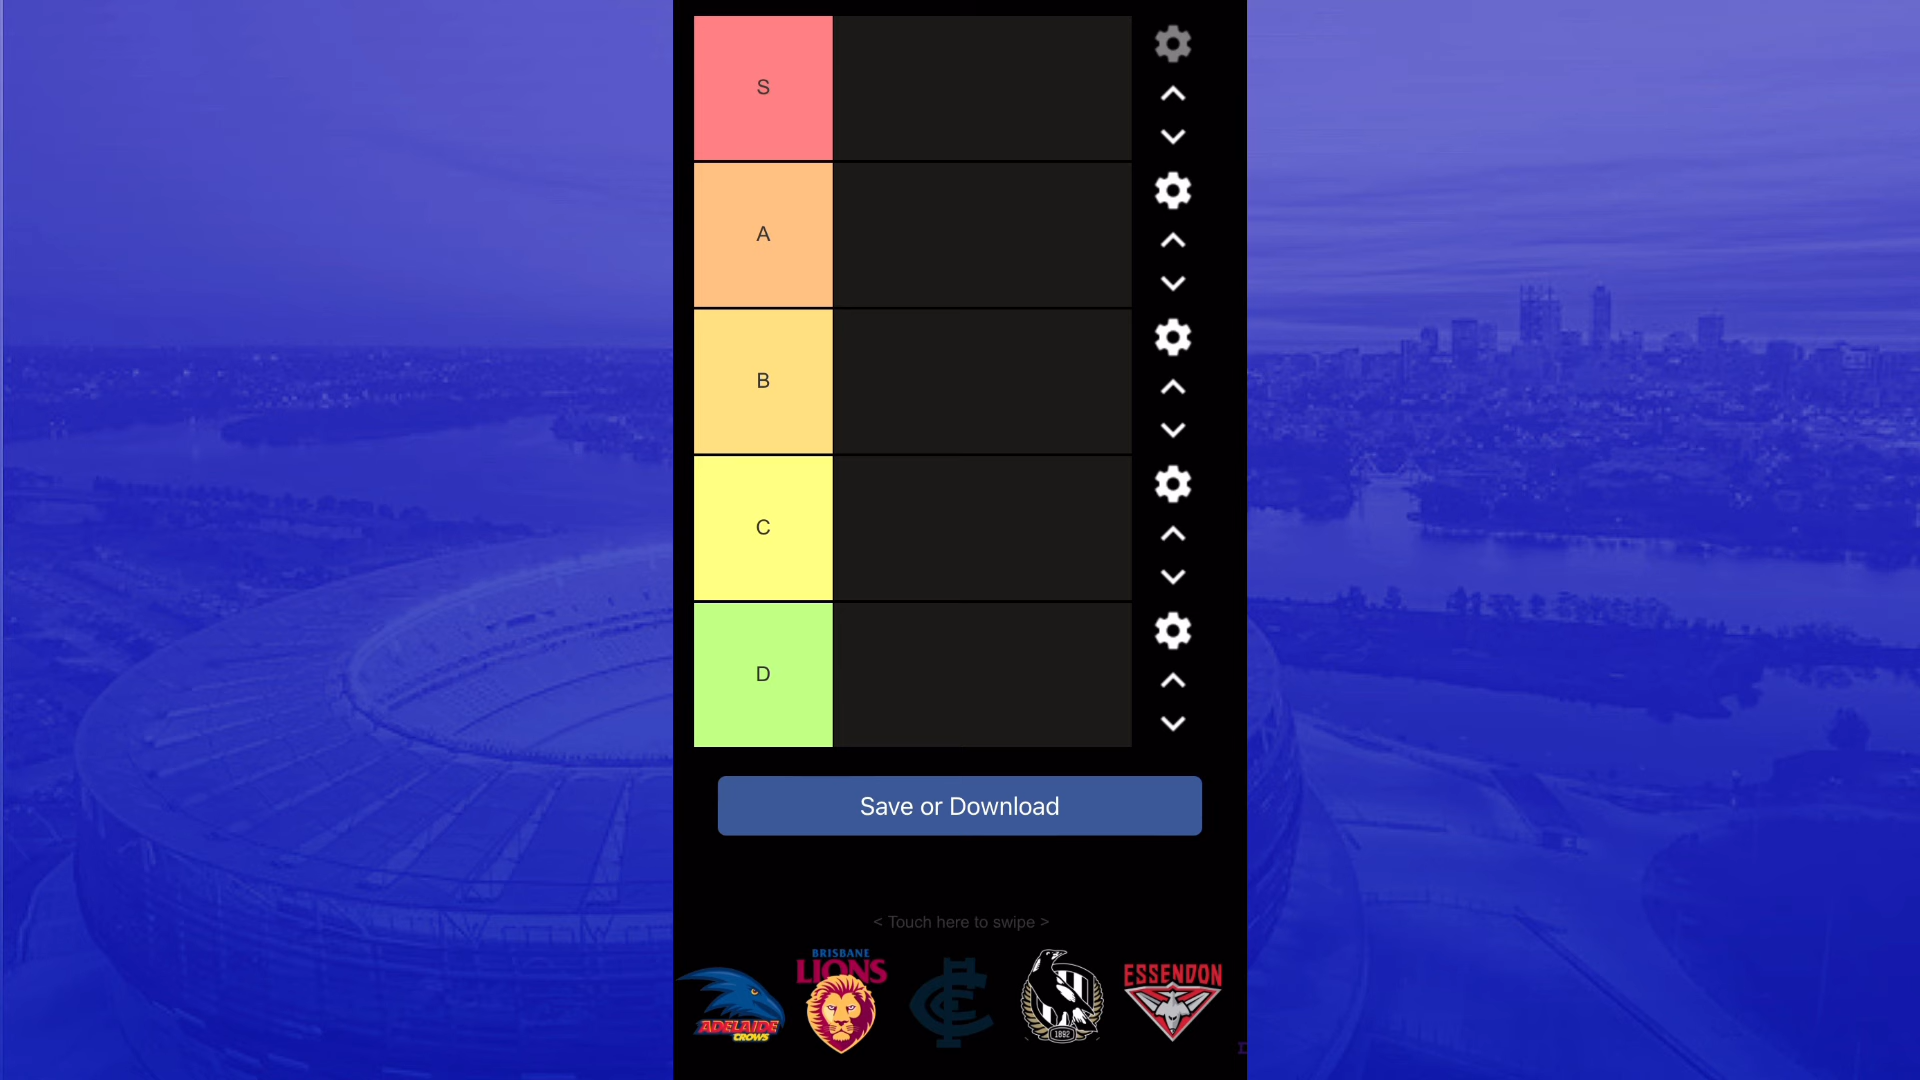 S
A
B
C
D
Save or Download
< Touch here to swipe >
BRISBANE
LIONS
ADELAIDE
CROWS
1892
ESSENDON